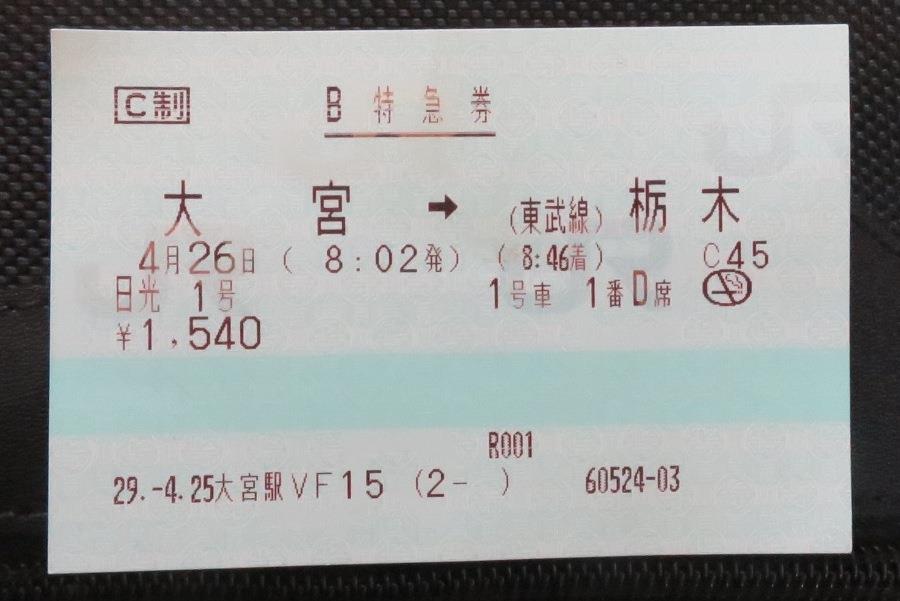 C制 B特急券
大宮 → (東武線) 栃木
4月26日 ( 8:02発) ( 8:46着) C45
日光 1号 1号車 1番D席
¥1,540
R001
29.-4.25大宮駅VF15 (2- ) 60524-03